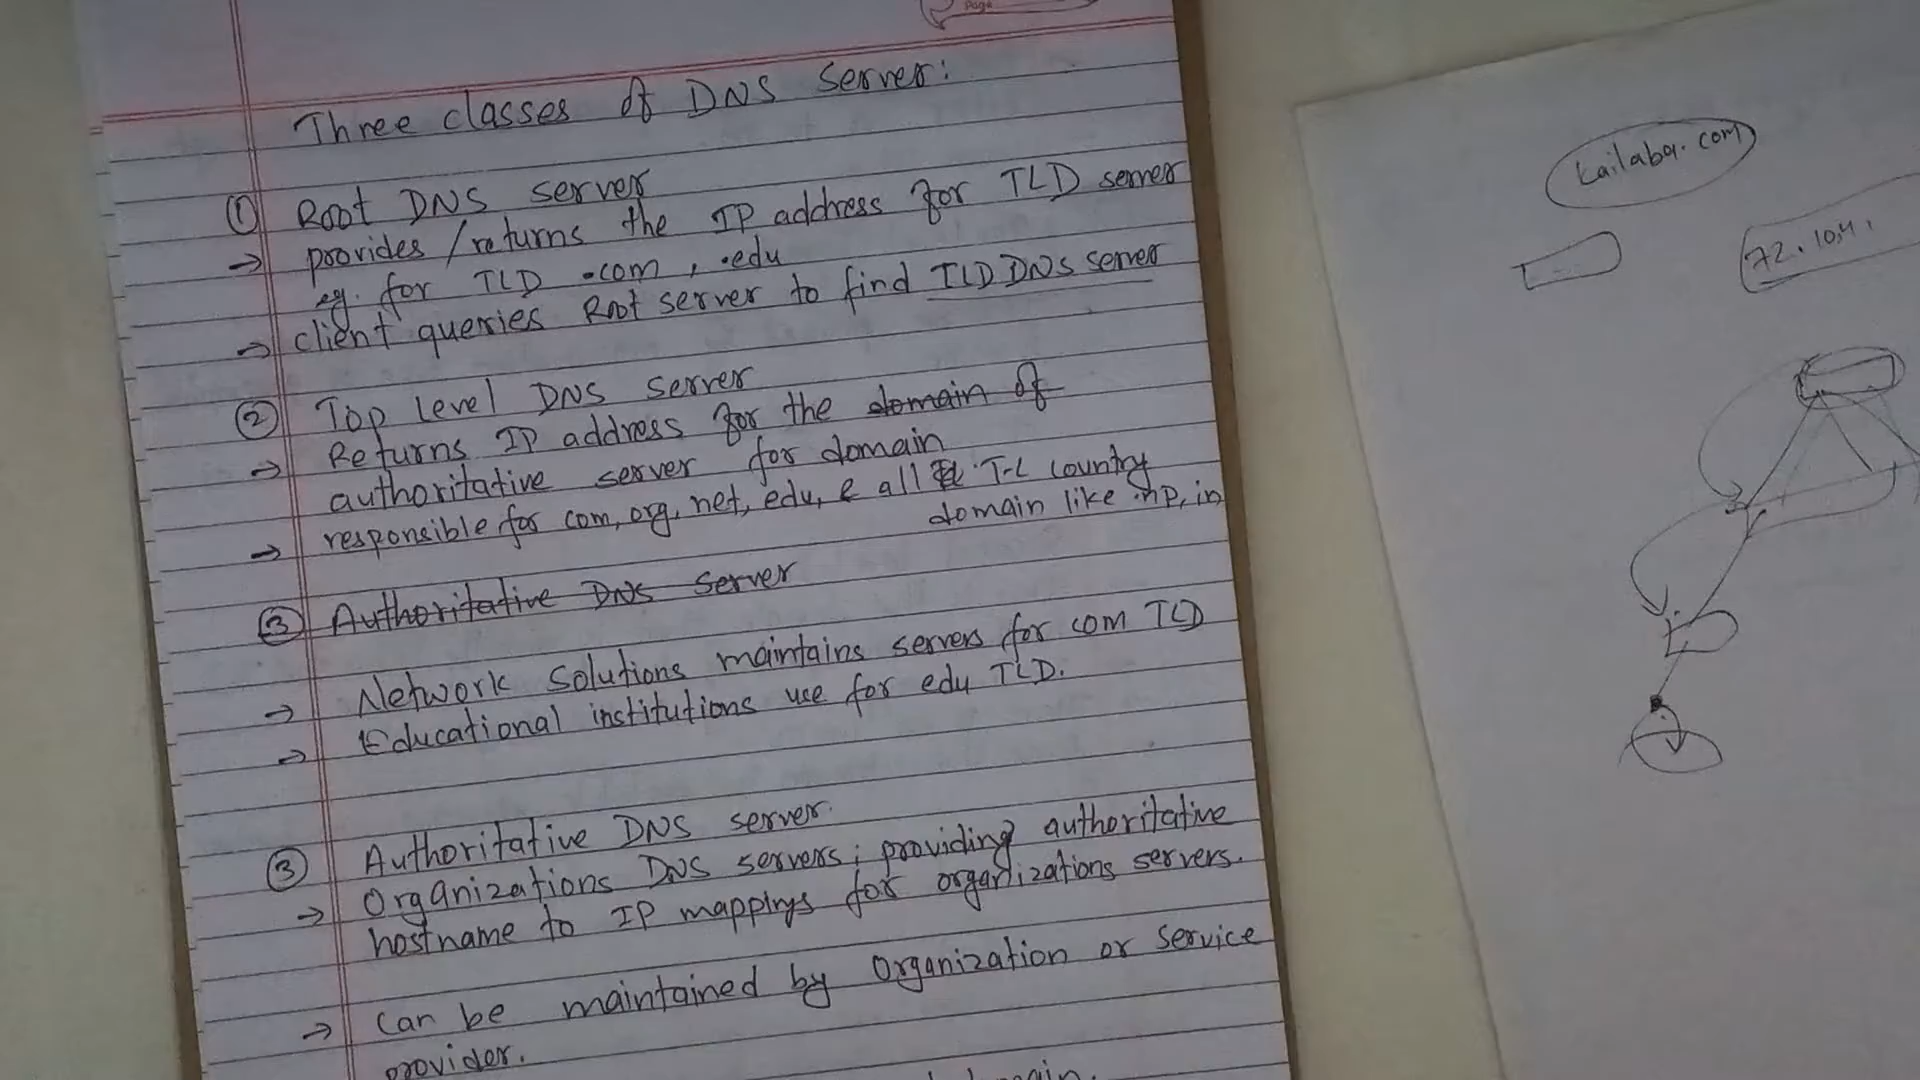 Page
Three classes of DNS Server:
① Root DNS server
→ provides/returns the IP address for TLD server
eg. for TLD .com, .edu
→ client queries Root server to find TLD DNS server
② Top Level DNS Server
→ Returns IP address for the domain of
authoritative server for domain
→ responsible for com, org, net, edu, & all T-L country
domain like .np, in
③ Authoritative DNS Server
→ Network Solutions maintains servers for com TLD
→ Educational institutions use for edu TLD.
③ Authoritative DNS server.
→ Organizations DNS servers; providing authoritative
hostname to IP mappings for organizations servers.
→ Can be maintained by Organization or Service
provider.
kailaba.com
72.10.4.